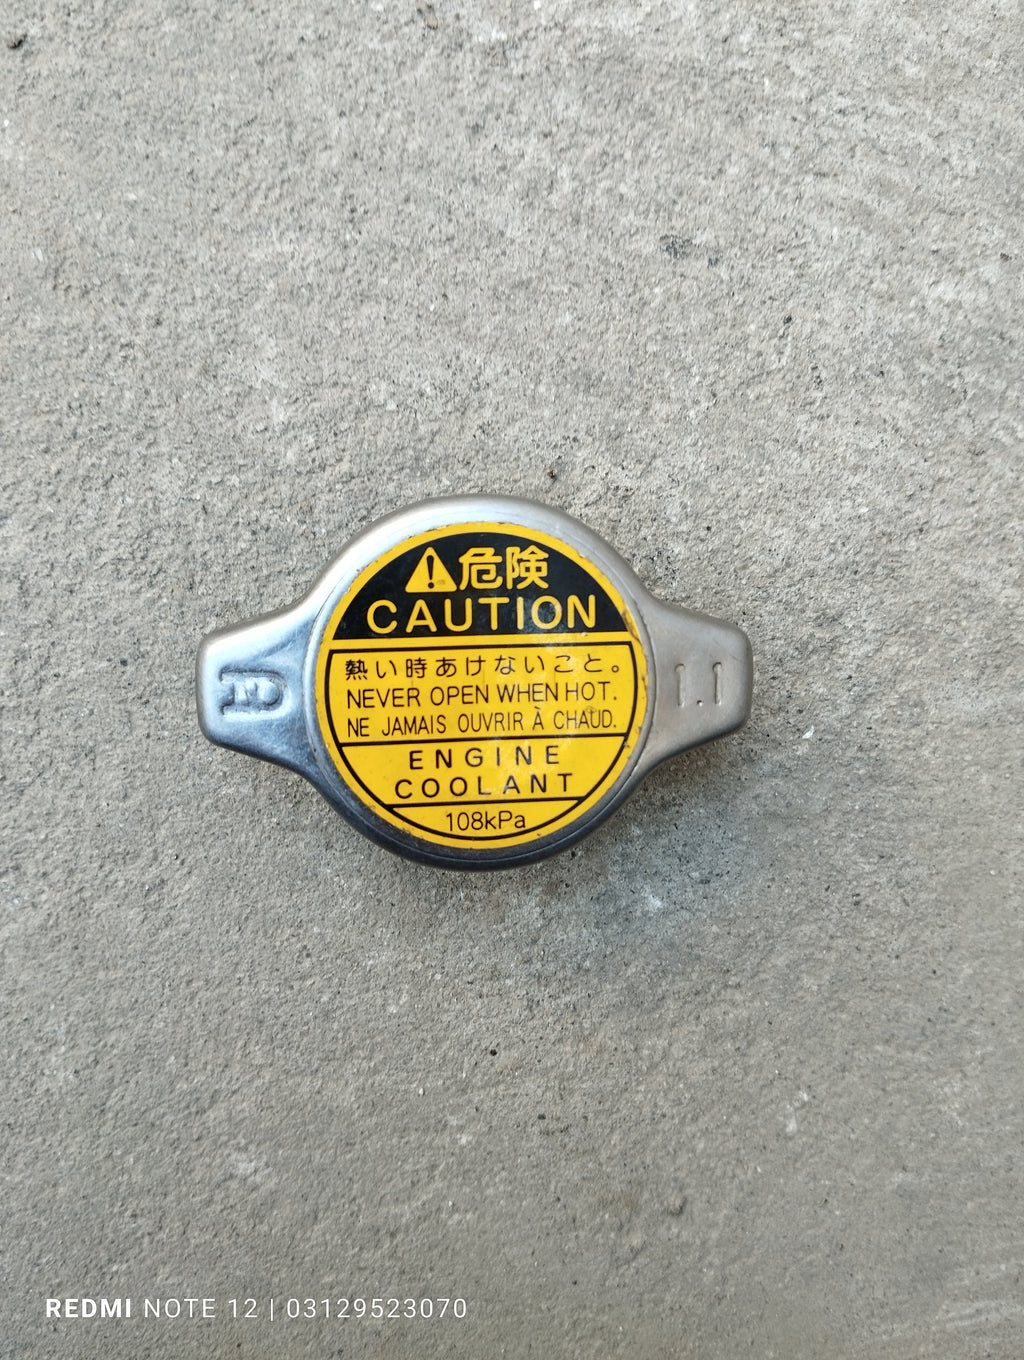 危険
CAUTION
熱い時あけないこと。
NEVER OPEN WHEN HOT.
NE JAMAIS OUVRIR À CHAUD.
ENGINE
COOLANT
108kPa
1.1
REDMI NOTE 12 | 03129523070